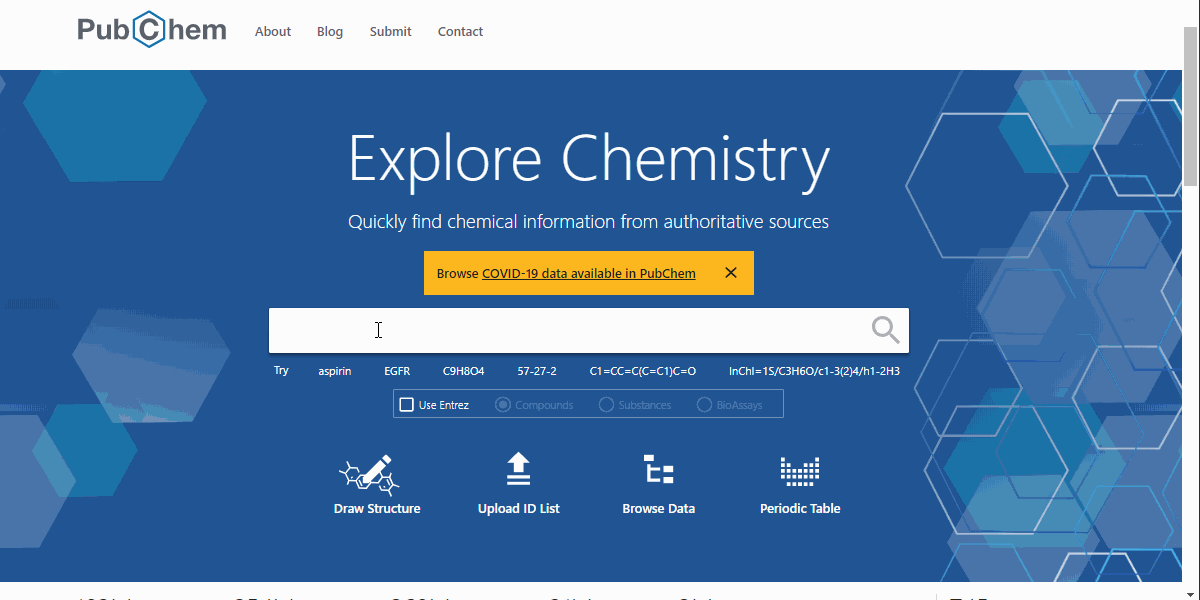 PubChem About Blog Submit Contact
Explore Chemistry
Quickly find chemical information from authoritative sources
Browse COVID-19 data available in PubChem
Try aspirin EGFR C9H8O4 57-27-2 C1=CC=C(C=C1)C=O InChI=1S/C3H6O/c1-3(2)4/h1-2H3
Use Entrez Compounds Substances BioAssays
Draw Structure Upload ID List Browse Data Periodic Table